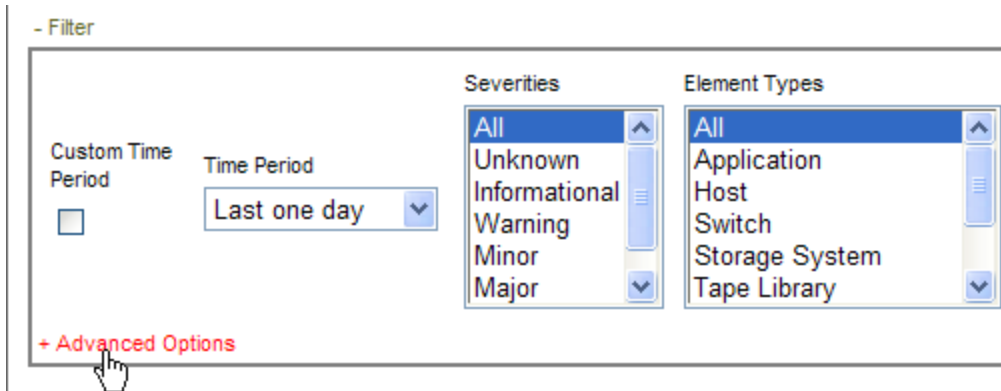 - Filter
Severities
Element Types
Custom Time
Period
Time Period
Last one day
All
Unknown
Informational
Warning
Minor
Major
All
Application
Host
Switch
Storage System
Tape Library
+ Advanced Options